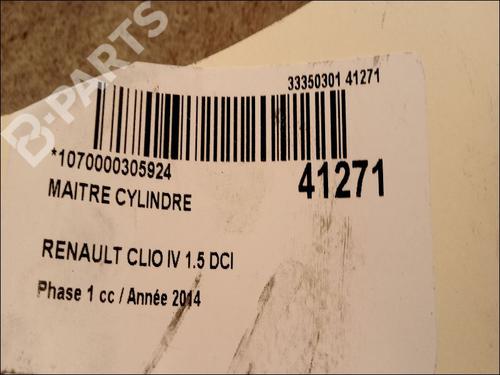 B-PARTS
33350301 41271
*1070000305924
41271
MAITRE CYLINDRE
RENAULT CLIO IV 1.5 DCI
Phase 1 cc / Année 2014